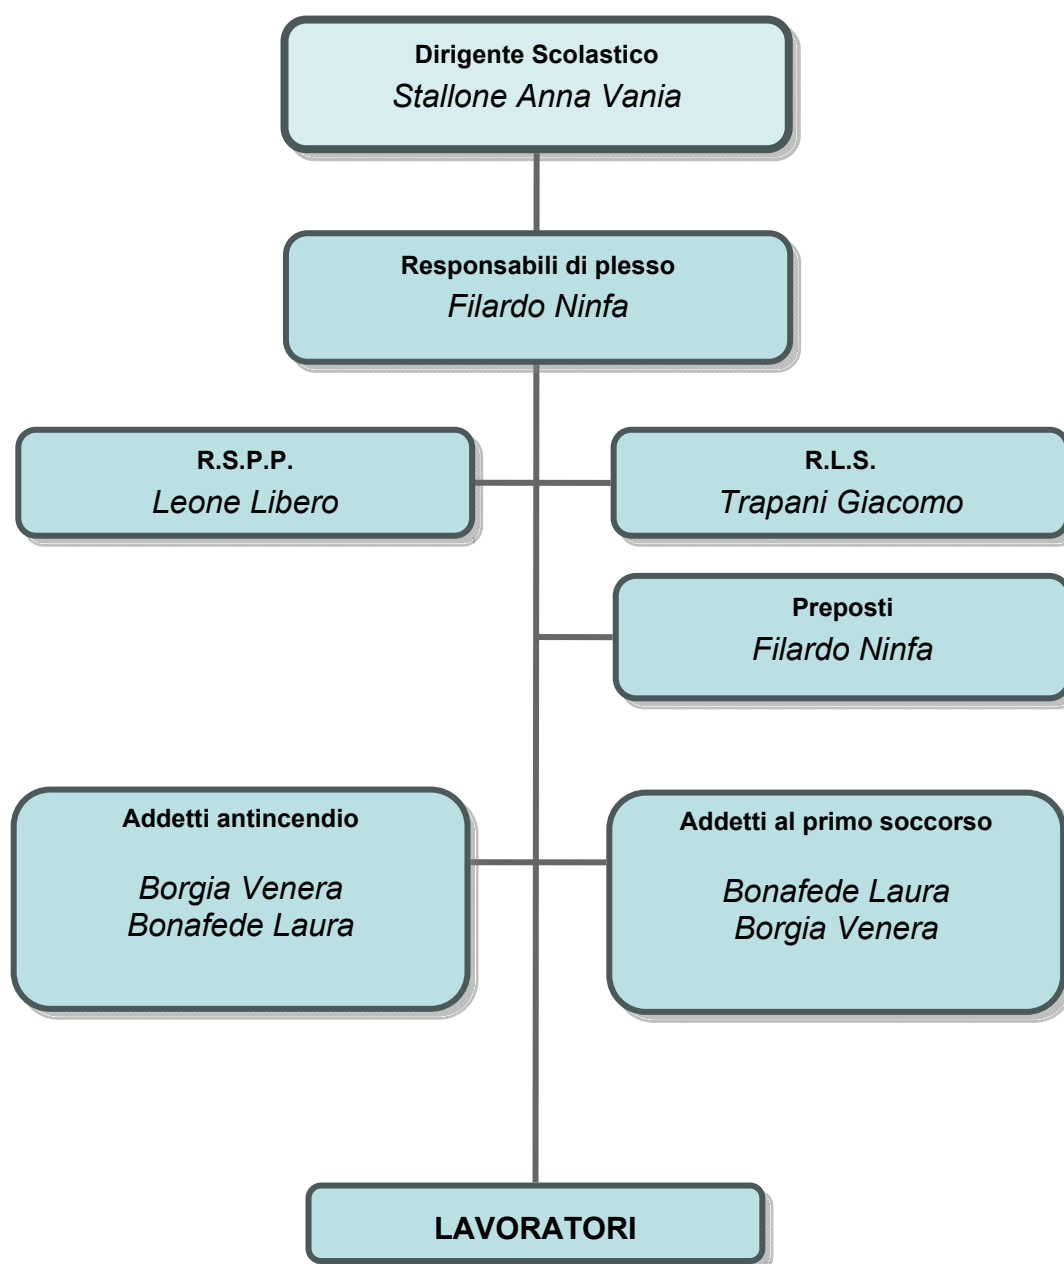 Dirigente Scolastico
Stallone Anna Vania
Responsabili di plesso
Filardo Ninfa
R.S.P.P.
Leone Libero
R.L.S.
Trapani Giacomo
Preposti
Filardo Ninfa
Addetti antincendio
Borgia Venera
Bonafede Laura
Addetti al primo soccorso
Bonafede Laura
Borgia Venera
LAVORATORI